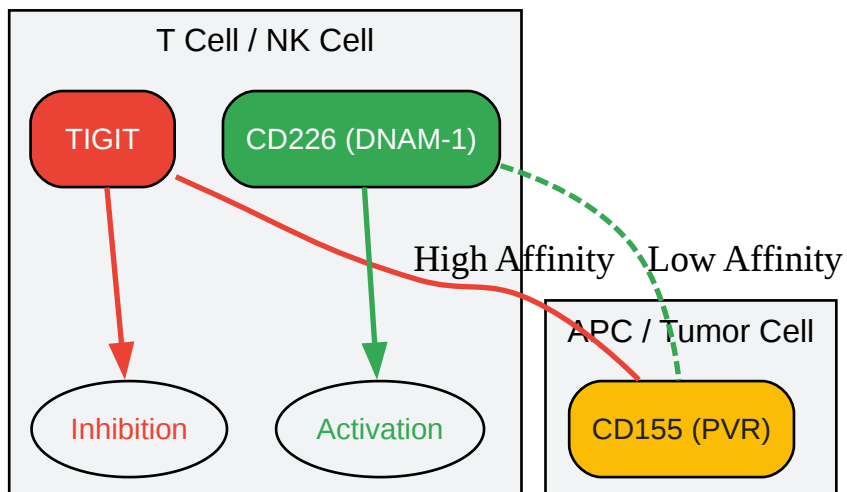 T Cell / NK Cell
TIGIT
CD226 (DNAM-1)
High Affinity
Low Affinity
APC / Tumor Cell
Inhibition
Activation
CD155 (PVR)